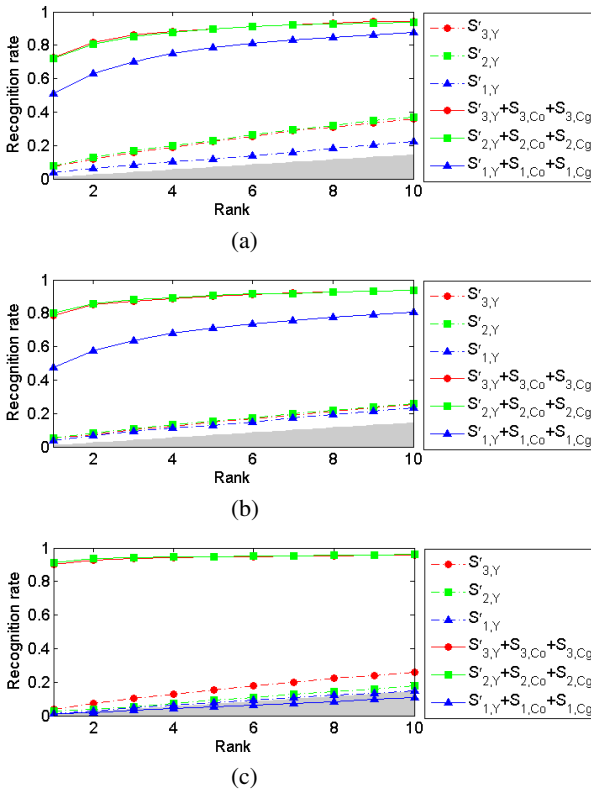 1
0.8
0.6
0.4
0.2
0
Recognition rate
2 4 6 8 10
Rank
S'3,Y
S'2,Y
S'1,Y
S'3,Y+S3,Co+S3,Cg
S'2,Y+S2,Co+S2,Cg
S'1,Y+S1,Co+S1,Cg
(a)
1
0.8
0.6
0.4
0.2
0
Recognition rate
2 4 6 8 10
Rank
S'3,Y
S'2,Y
S'1,Y
S'3,Y+S3,Co+S3,Cg
S'2,Y+S2,Co+S2,Cg
S'1,Y+S1,Co+S1,Cg
(b)
1
0.8
0.6
0.4
0.2
0
Recognition rate
2 4 6 8 10
Rank
S'3,Y
S'2,Y
S'1,Y
S'3,Y+S3,Co+S3,Cg
S'2,Y+S2,Co+S2,Cg
S'1,Y+S1,Co+S1,Cg
(c)